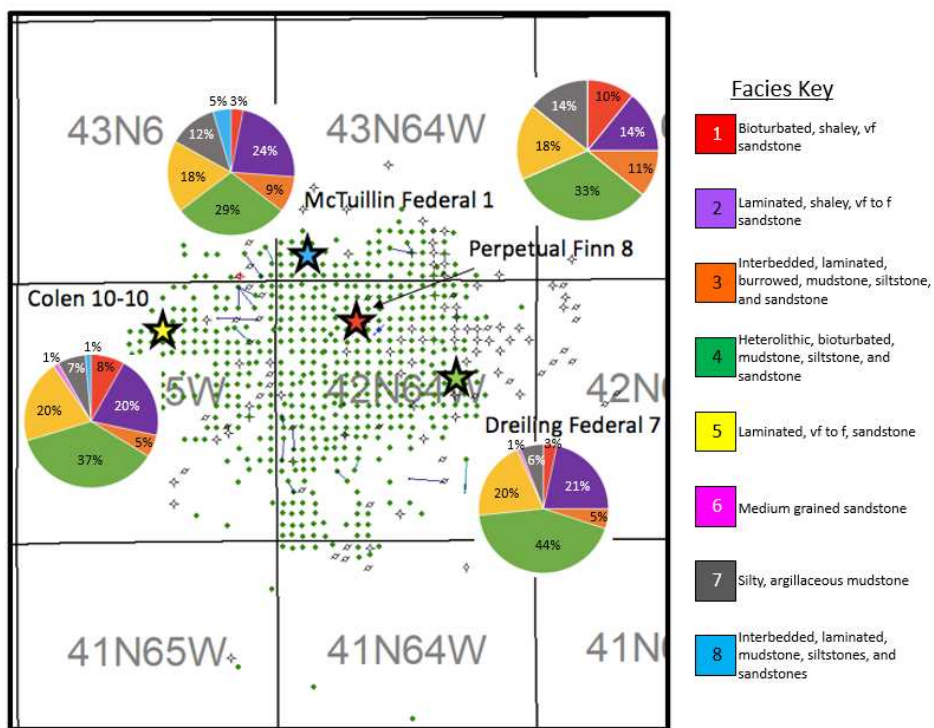 Facies Key
1 Bioturbated, shaley, vf
sandstone
2 Laminated, shaley, vf to f
sandstone
3 Interbedded, laminated,
burrowed, mudstone, siltstone,
and sandstone
4 Heterolithic, bioturbated,
mudstone, siltstone, and
sandstone
5 Laminated, vf to f, sandstone
6 Medium grained sandstone
7 Silty, argillaceous mudstone
8 Interbedded, laminated,
mudstone, siltstones, and
sandstones
43N6
43N64W
5% 3%
12%
24%
18%
9%
29%
10%
14%
14%
18%
11%
33%
McTuillin Federal 1
Perpetual Finn 8
Colen 10-10
5W
42N64W
42N6
1% 1%
7% 8%
20%
20%
5%
37%
Dreiling Federal 7
1% 3%
6%
21%
20%
5%
44%
41N65W
41N64W
41N